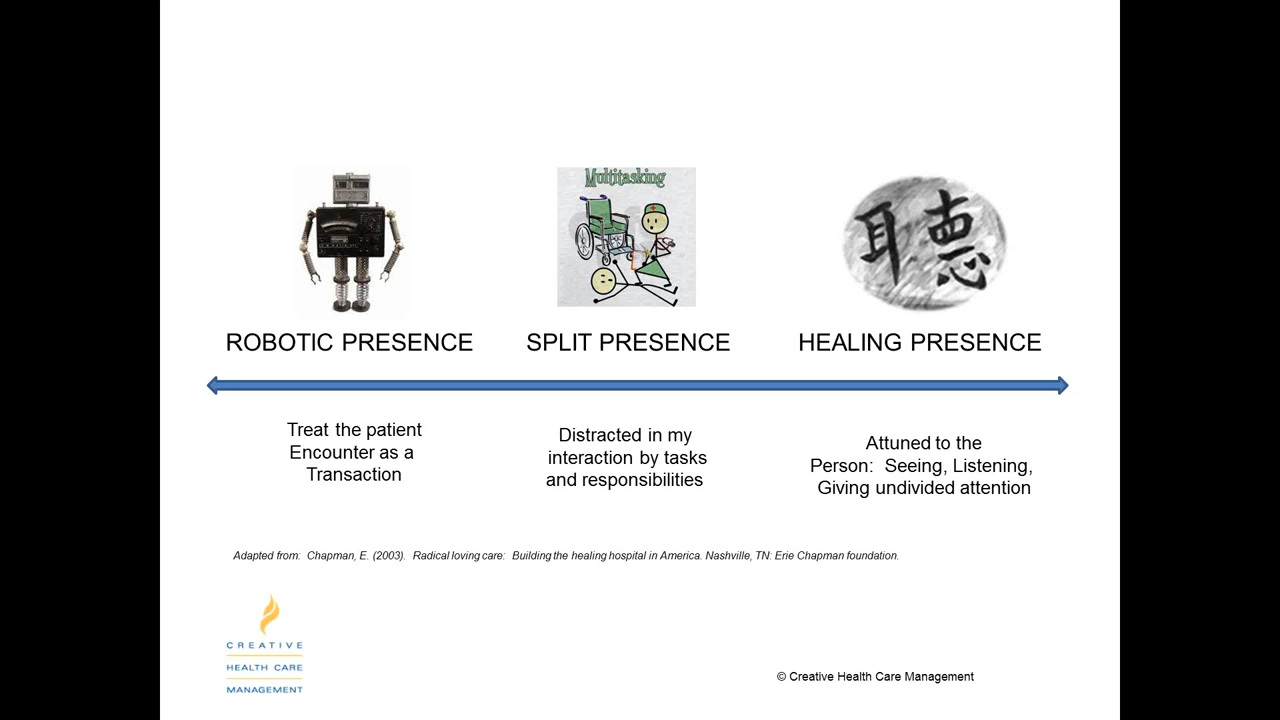 Multitasking
聽
ROBOTIC PRESENCE
SPLIT PRESENCE
HEALING PRESENCE
Treat the patient
Encounter as a
Transaction
Distracted in my
interaction by tasks
and responsibilities
Attuned to the
Person: Seeing, Listening,
Giving undivided attention
Adapted from: Chapman, E. (2003). Radical loving care: Building the healing hospital in America. Nashville, TN: Erie Chapman foundation.
CREATIVE
HEALTH CARE
MANAGEMENT
© Creative Health Care Management